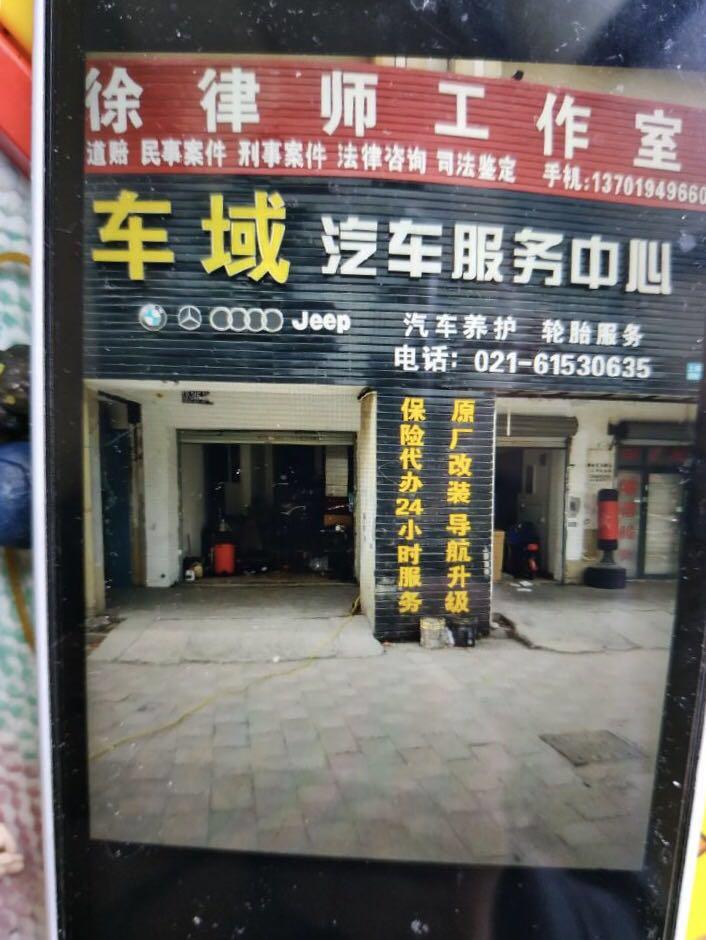 徐律师工作室
道赔 民事案件 刑事案件 法律咨询 司法鉴定 手机:13701949660
车域 汽车服务中心
Jeep
汽车养护 轮胎服务
电话：021-61530635
原厂改装导航升级
保险代办24小时服务